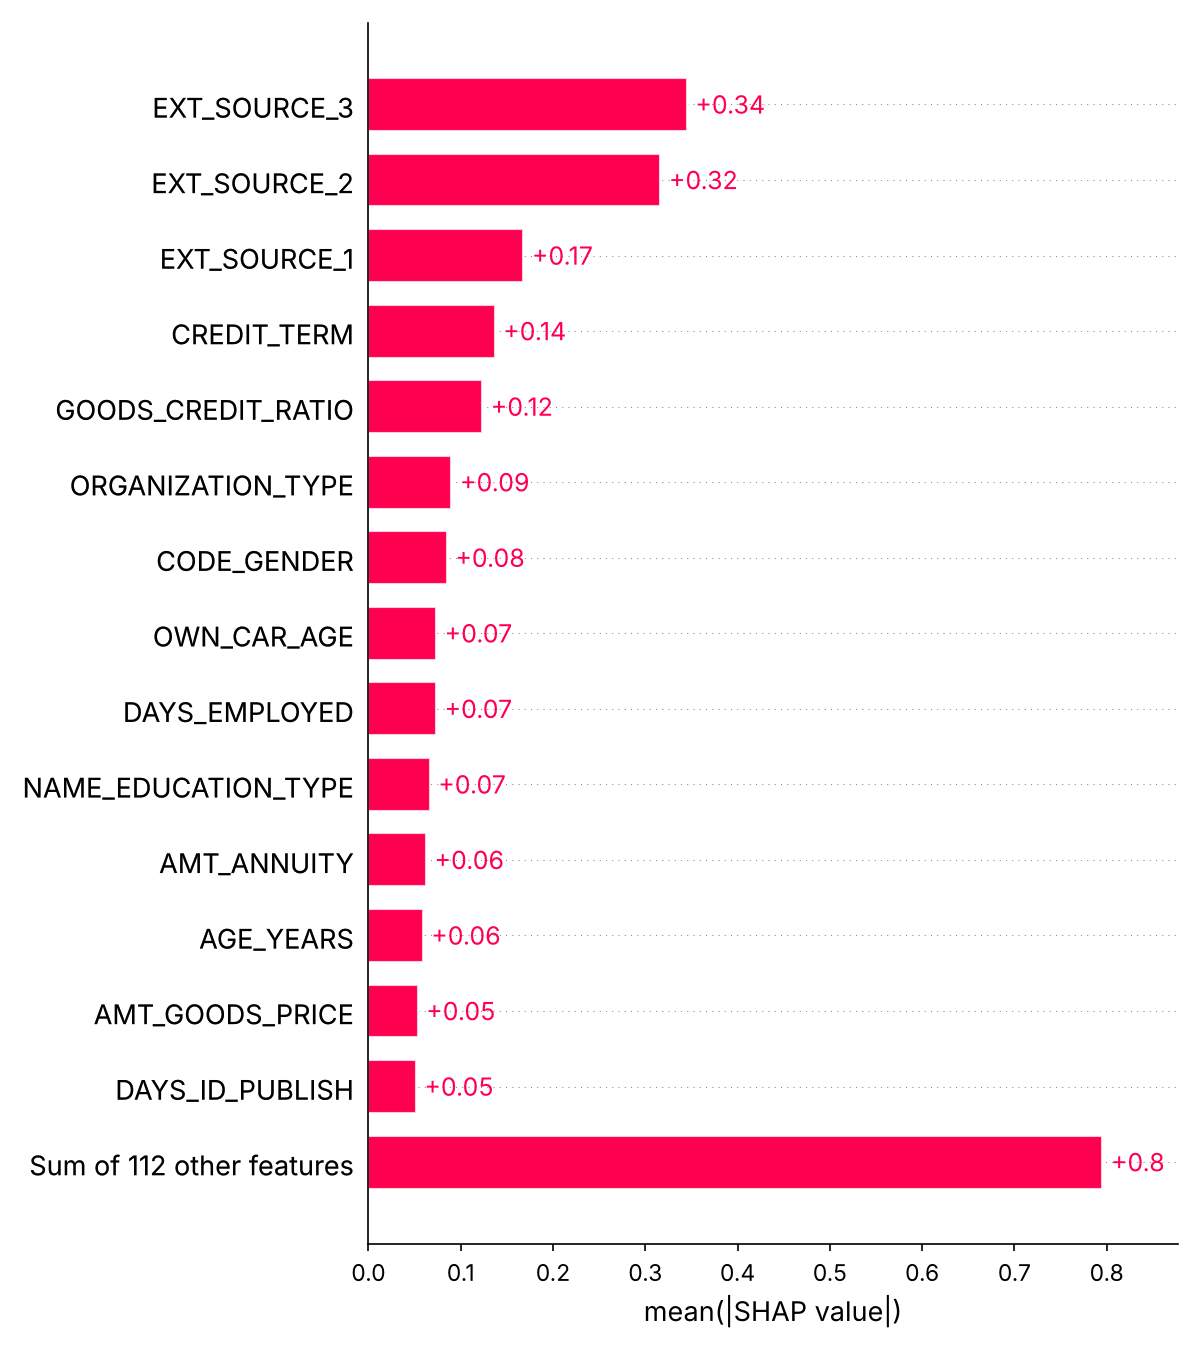 EXT_SOURCE_3 +0.34
EXT_SOURCE_2 +0.32
EXT_SOURCE_1 +0.17
CREDIT_TERM +0.14
GOODS_CREDIT_RATIO +0.12
ORGANIZATION_TYPE +0.09
CODE_GENDER +0.08
OWN_CAR_AGE +0.07
DAYS_EMPLOYED +0.07
NAME_EDUCATION_TYPE +0.07
AMT_ANNUITY +0.06
AGE_YEARS +0.06
AMT_GOODS_PRICE +0.05
DAYS_ID_PUBLISH +0.05
Sum of 112 other features +0.8
0.0 0.1 0.2 0.3 0.4 0.5 0.6 0.7 0.8
mean(|SHAP value|)